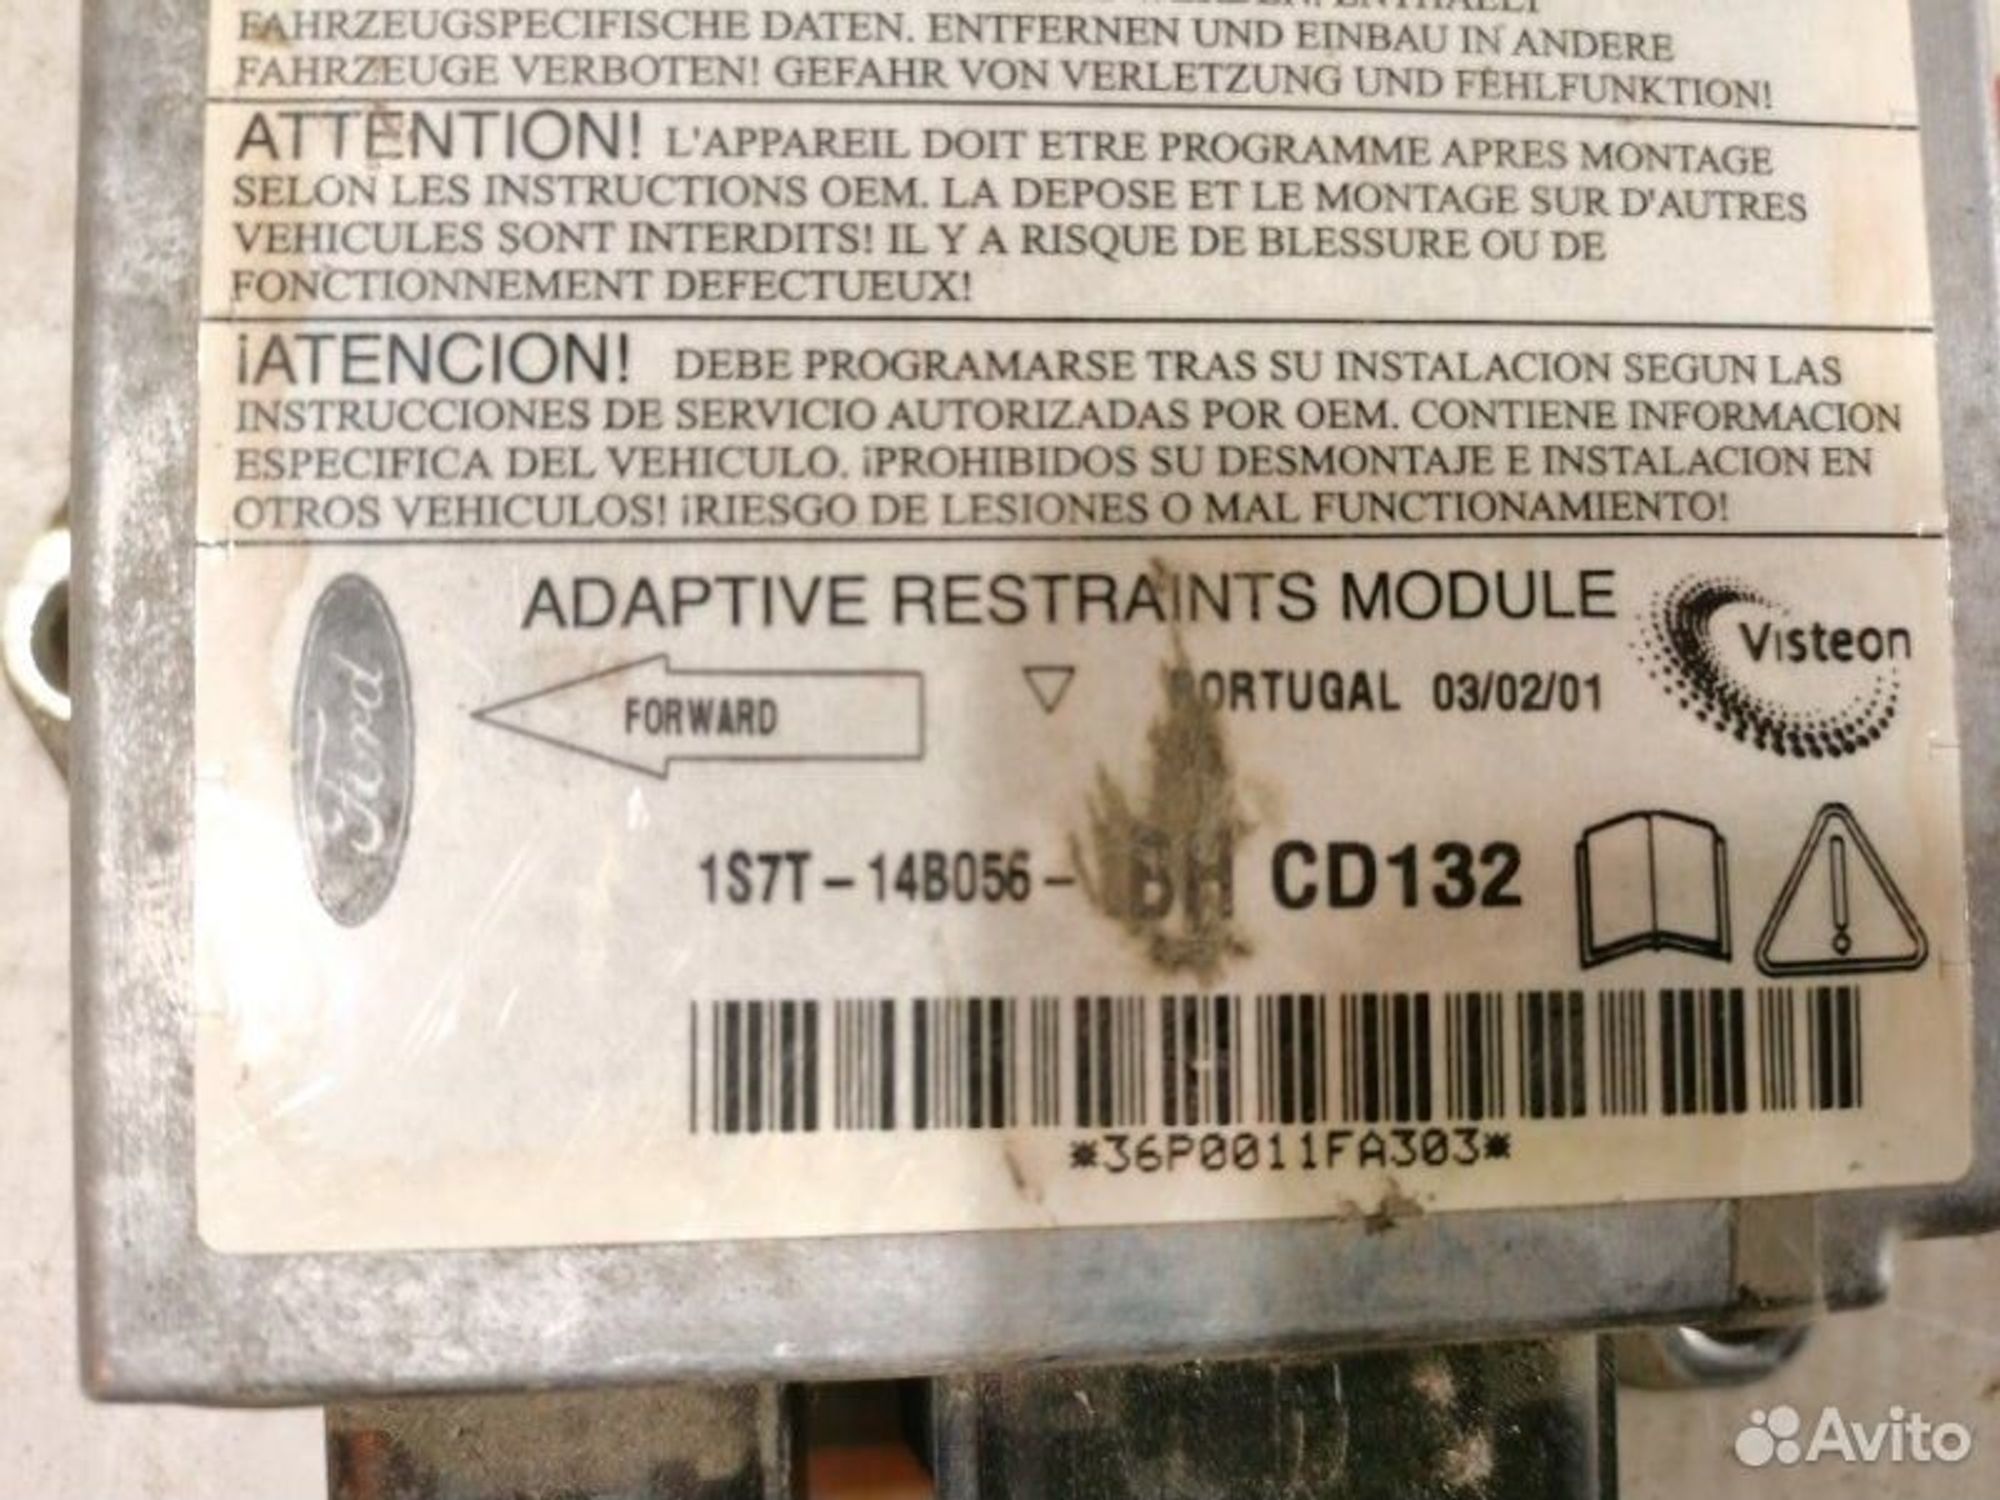 FAHRZEUGSPECIFISCHE DATEN. ENTFERNEN UND EINBAU IN ANDERE
FAHRZEUGE VERBOTEN! GEFAHR VON VERLETZUNG UND FEHLFUNKTION!
ATTENTION! L'APPAREIL DOIT ETRE PROGRAMME APRES MONTAGE
SELON LES INSTRUCTIONS OEM. LA DEPOSE ET LE MONTAGE SUR D'AUTRES
VEHICULES SONT INTERDITS! IL Y A RISQUE DE BLESSURE OU DE
FONCTIONNEMENT DEFECTUEUX!
¡ATENCION! DEBE PROGRAMARSE TRAS SU INSTALACION SEGUN LAS
INSTRUCCIONES DE SERVICIO AUTORIZADAS POR OEM. CONTIENE INFORMACION
ESPECIFICA DEL VEHICULO. ¡PROHIBIDOS SU DESMONTAJE E INSTALACION EN
OTROS VEHICULOS! ¡RIESGO DE LESIONES O MAL FUNCTIONAMIENTO!
Ford
ADAPTIVE RESTRAINTS MODULE
Visteon
FORWARD
PORTUGAL 03/02/01
1S7T-14B056-BH CD132
*36P0011FA303*
Avito